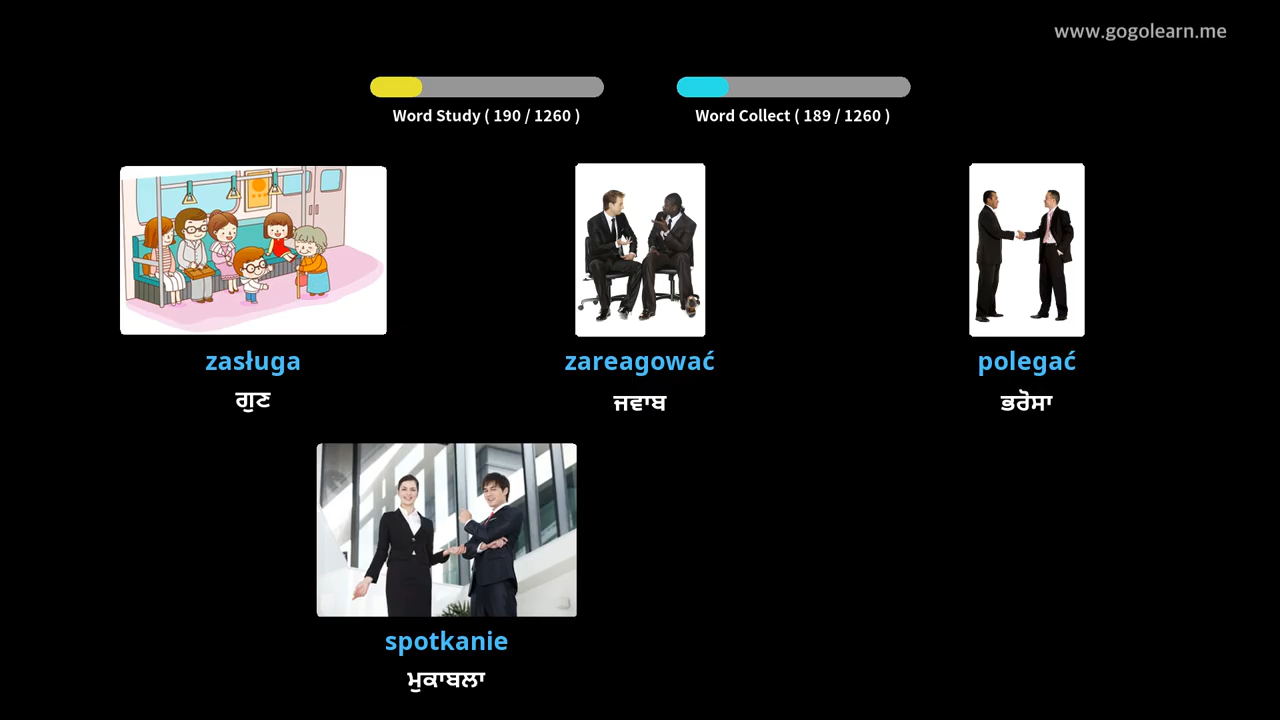 www.gogolearn.me
Word Study ( 190 / 1260 )
Word Collect ( 189 / 1260 )
zasługa
ਗੁਣ
zareagować
ਜਵਾਬ
polegać
ਭਰੋਸਾ
spotkanie
ਮੁਕਾਬਲਾ